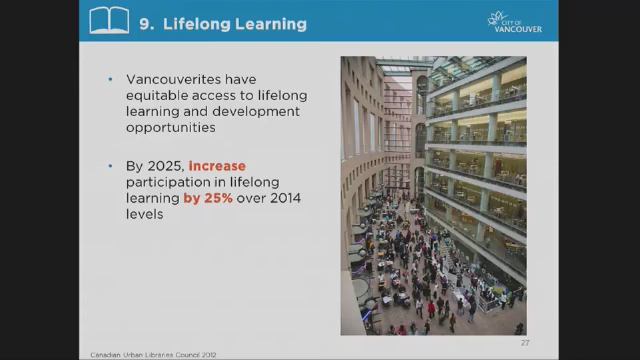 9. Lifelong Learning
CITY OF
VANCOUVER
• Vancouverites have
equitable access to lifelong
learning and development
opportunities
• By 2025, increase
participation in lifelong
learning by 25% over 2014
levels
27
Canadian Urban Libraries Council 2012